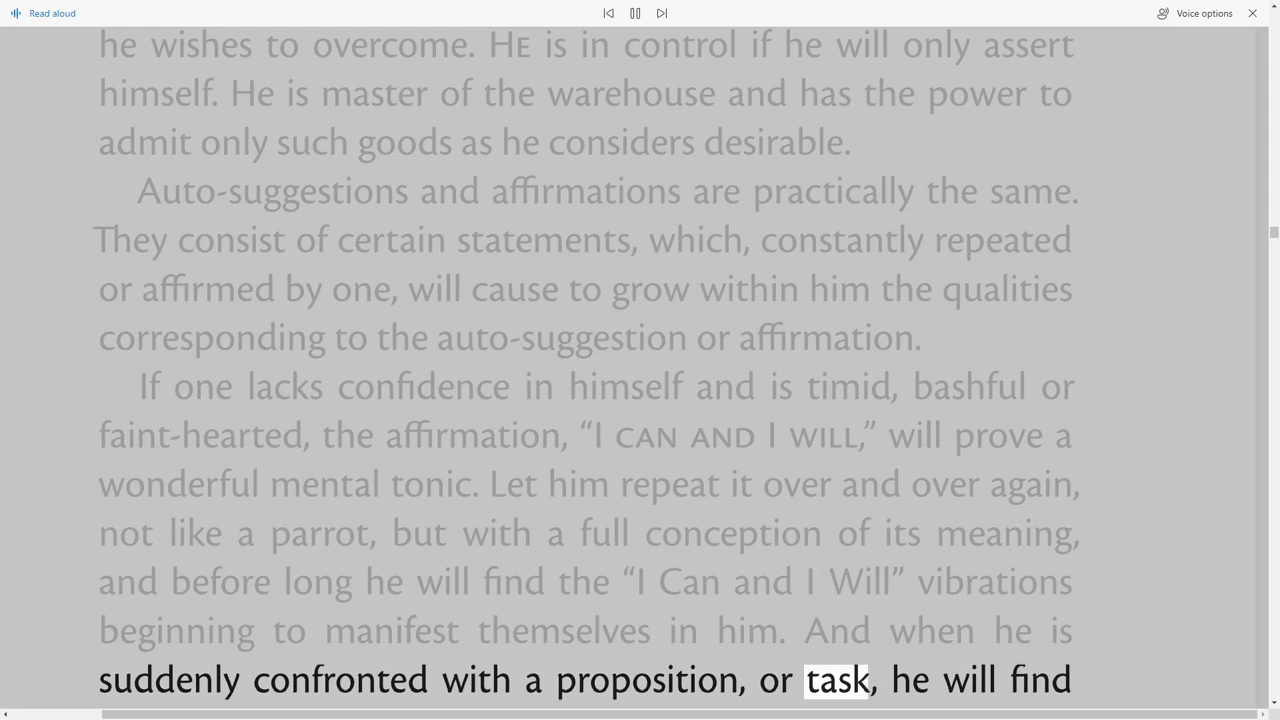 Read aloud
Voice options
he wishes to overcome. HE is in control if he will only assert
himself. He is master of the warehouse and has the power to
admit only such goods as he considers desirable.
Auto-suggestions and affirmations are practically the same.
They consist of certain statements, which, constantly repeated
or affirmed by one, will cause to grow within him the qualities
corresponding to the auto-suggestion or affirmation.
If one lacks confidence in himself and is timid, bashful or
faint-hearted, the affirmation, “I CAN AND I WILL,” will prove a
wonderful mental tonic. Let him repeat it over and over again,
not like a parrot, but with a full conception of its meaning,
and before long he will find the “I Can and I Will” vibrations
beginning to manifest themselves in him. And when he is
suddenly confronted with a proposition, or task, he will find